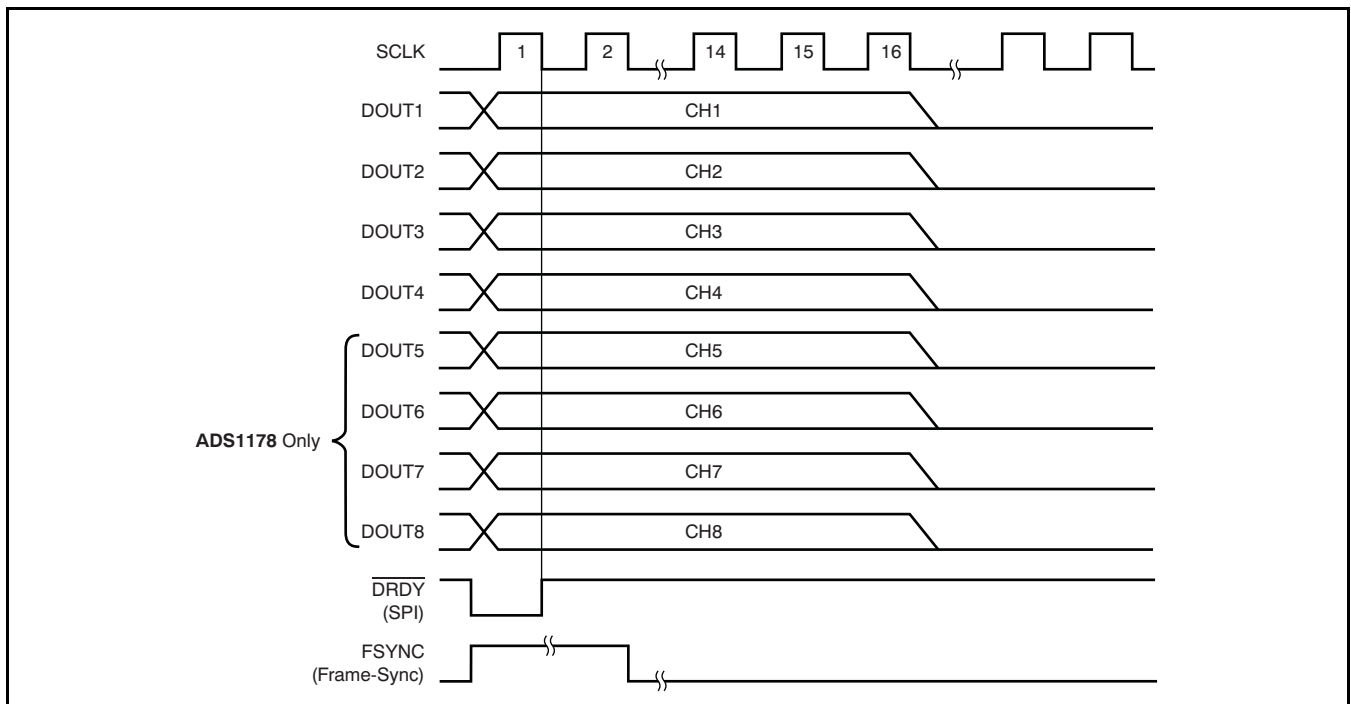 SCLK 1 2 14 15 16
DOUT1 CH1
DOUT2 CH2
DOUT3 CH3
DOUT4 CH4
DOUT5 CH5
DOUT6 CH6
ADS1178 Only
DOUT7 CH7
DOUT8 CH8
DRDY
(SPI)
FSYNC
(Frame-Sync)